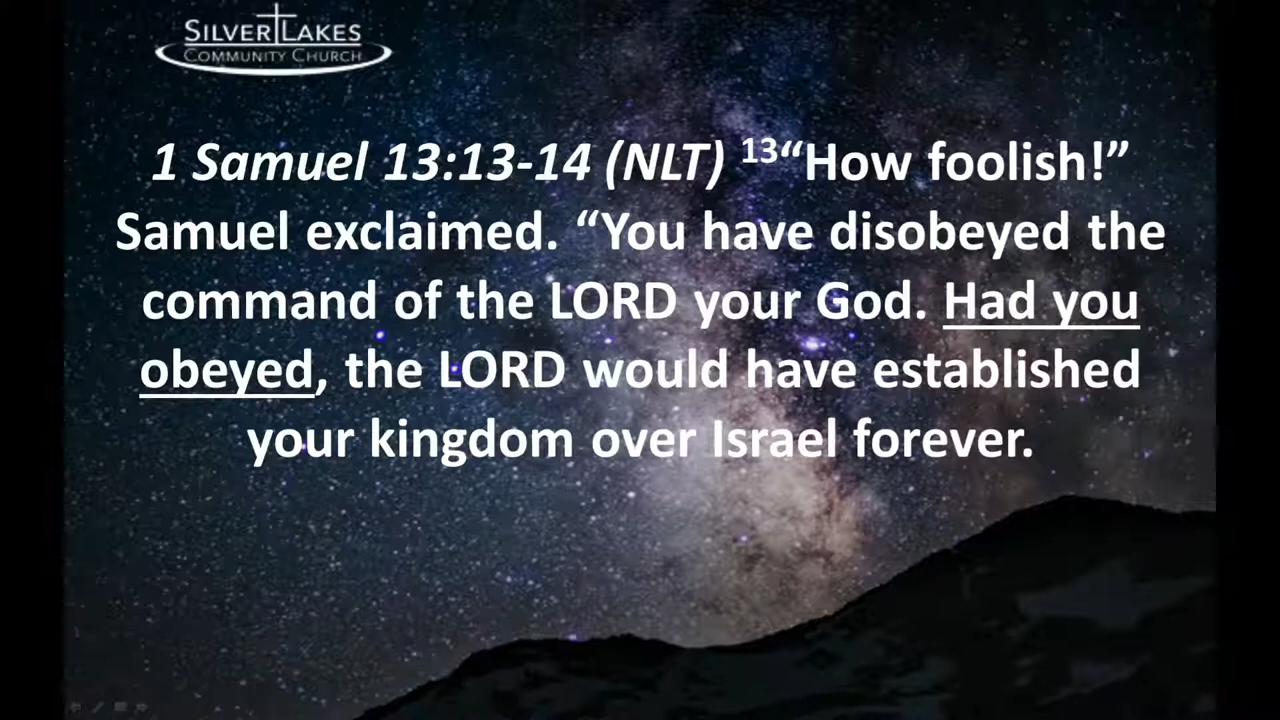 SILVER LAKES
COMMUNITY CHURCH
1 Samuel 13:13-14 (NLT) 13“How foolish!”
Samuel exclaimed. “You have disobeyed the
command of the LORD your God. Had you
obeyed, the LORD would have established
your kingdom over Israel forever.